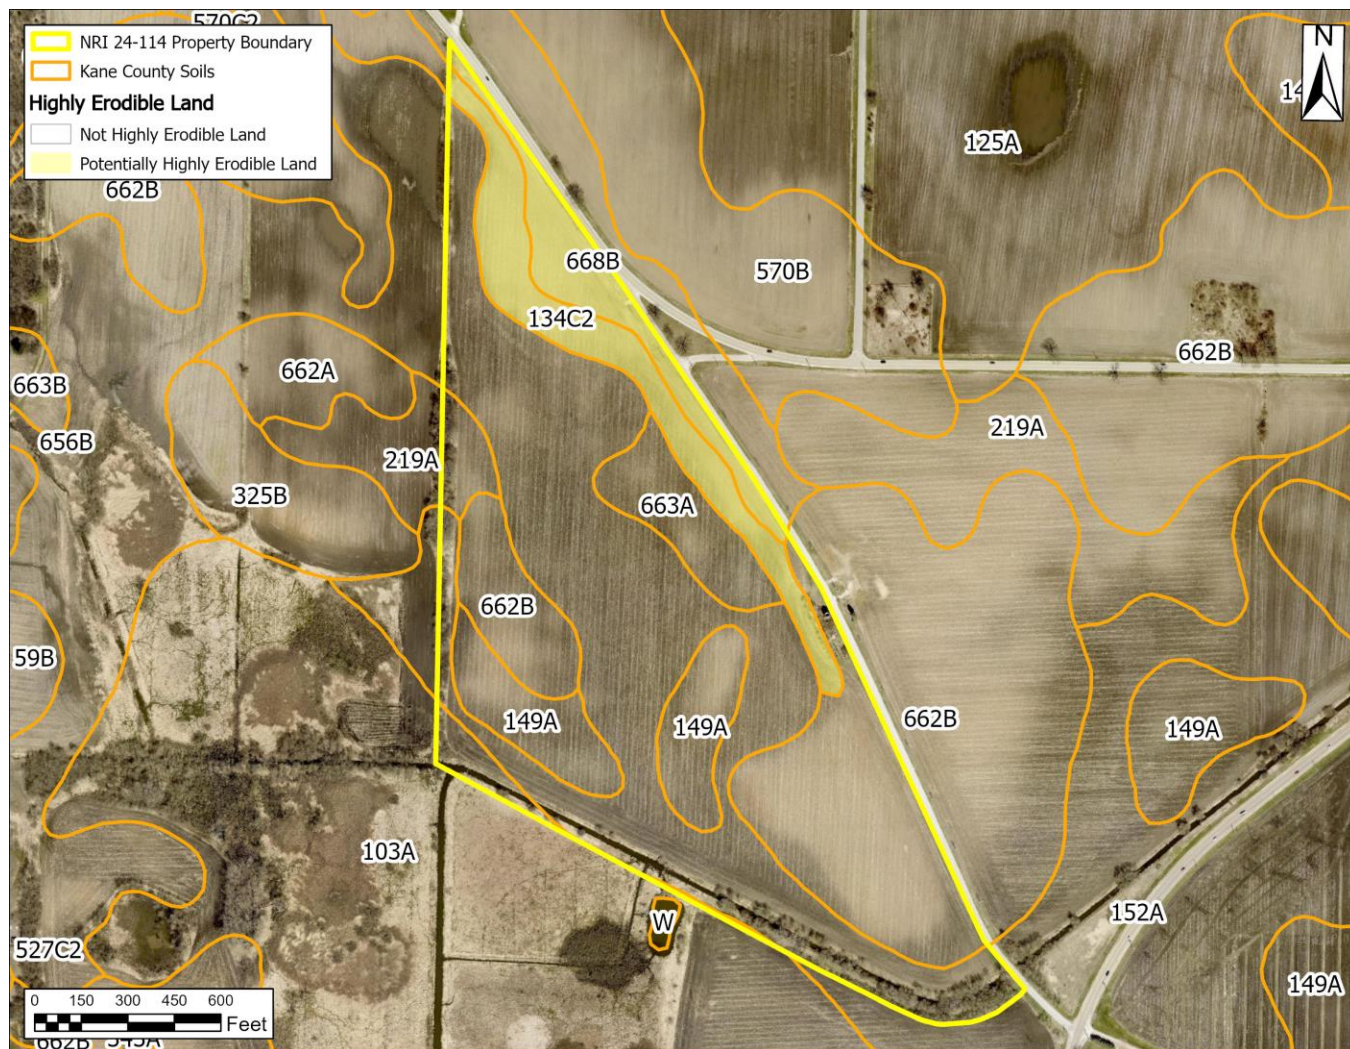 570C2
NRI 24-114 Property Boundary
Kane County Soils
Highly Erodible Land
Not Highly Erodible Land
Potentially Highly Erodible Land
N
125A
662B
668B
570B
134C2
662B
662A
663B
219A
656B
219A
325B
663A
662B
59B
149A
149A
662B
149A
103A
W
152A
527C2
149A
0 150 300 450 600
Feet
662B